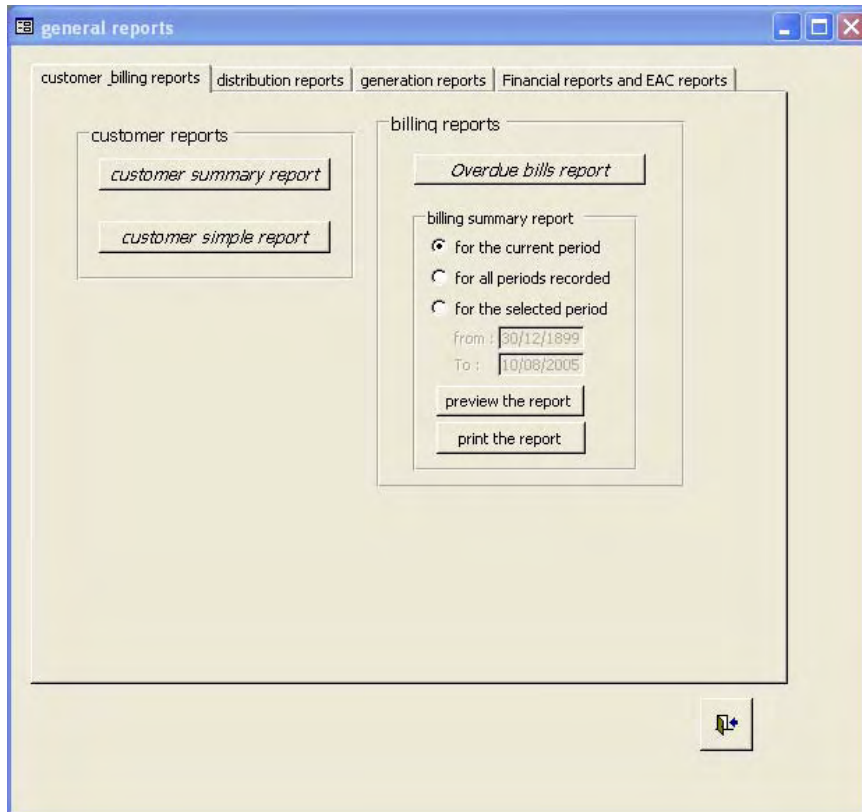 general reports
customer _billing reports
distribution reports
generation reports
Financial reports and EAC reports
customer reports
customer summary report
customer simple report
billing reports
Overdue bills report
billing summary report
for the current period
for all periods recorded
for the selected period
from : 30/12/1899
To : 10/08/2005
preview the report
print the report